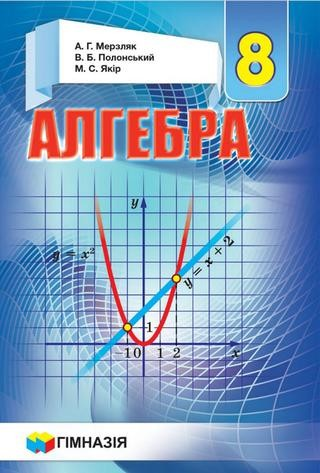 А. Г. Мерзляк
В. Б. Полонський
М. С. Якір
8
АЛГЕБРА
y
y = x²
y = x + 2
1
–1 0 1 2 x
ГІМНАЗІЯ